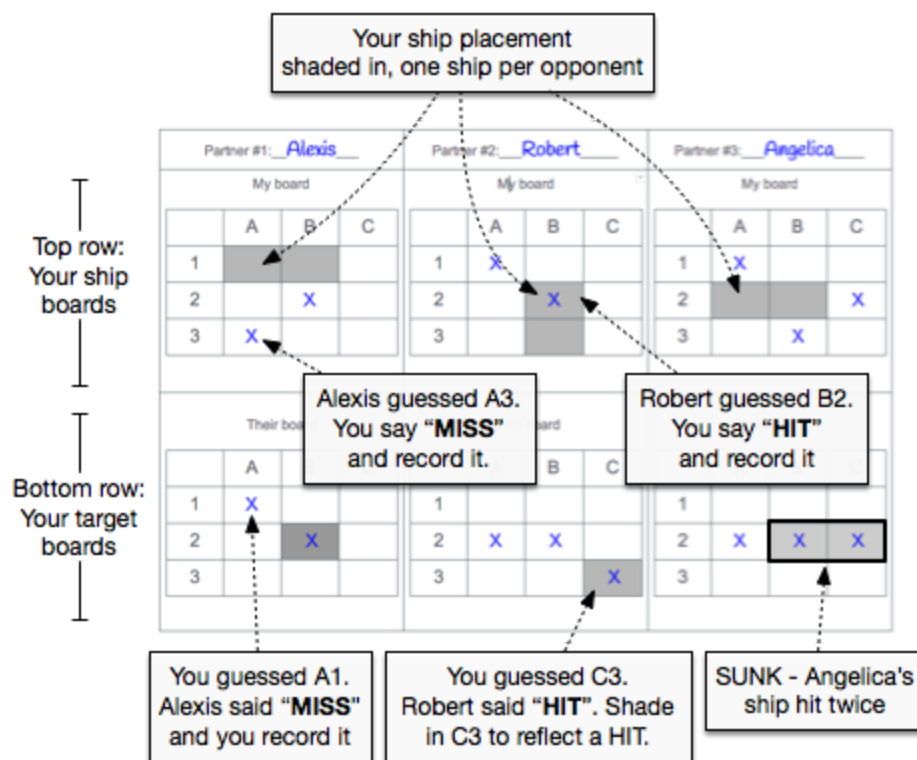 Your ship placement
shaded in, one ship per opponent
Partner #1: Alexis
Partner #2: Robert
Partner #3: Angelica
My board
My board
My board
A B C
A B C
A B C
Top row:
Your ship
boards
1
1 X
1 X
2 X
2 X
2 X
3 X
3
3 X
Alexis guessed A3.
You say “MISS”
and record it.
Robert guessed B2.
You say “HIT”
and record it
Bottom row:
Your target
boards
Their
A
B C
1 X
1
1
2 X
2 X X
2 X X X
3
3 X
3
You guessed A1.
Alexis said “MISS”
and you record it
You guessed C3.
Robert said “HIT”. Shade
in C3 to reflect a HIT.
SUNK - Angelica's
ship hit twice